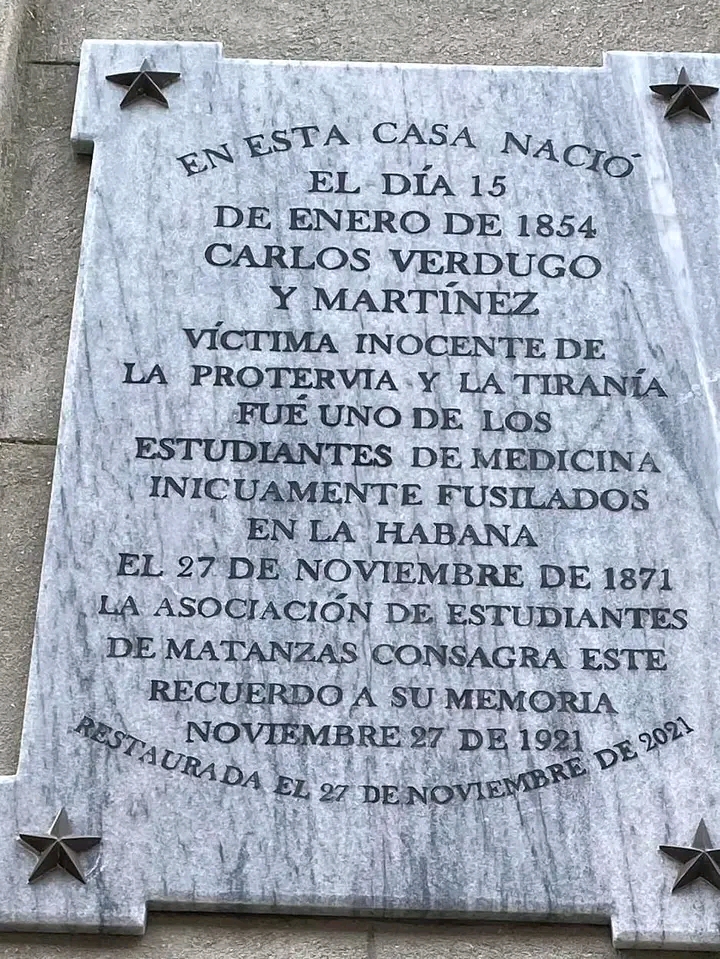 EN ESTA CASA NACIÓ
EL DÍA 15
DE ENERO DE 1854
CARLOS VERDUGO
Y MARTÍNEZ
VÍCTIMA INOCENTE DE
LA PROTERVIA Y LA TIRANÍA
FUÉ UNO DE LOS
ESTUDIANTES DE MEDICINA
INICUAMENTE FUSILADOS
EN LA HABANA
EL 27 DE NOVIEMBRE DE 1871
LA ASOCIACIÓN DE ESTUDIANTES
DE MATANZAS CONSAGRA ESTE
RECUERDO A SU MEMORIA
NOVIEMBRE 27 DE 1921
RESTAURADA EL 27 DE NOVIEMBRE DE 2021